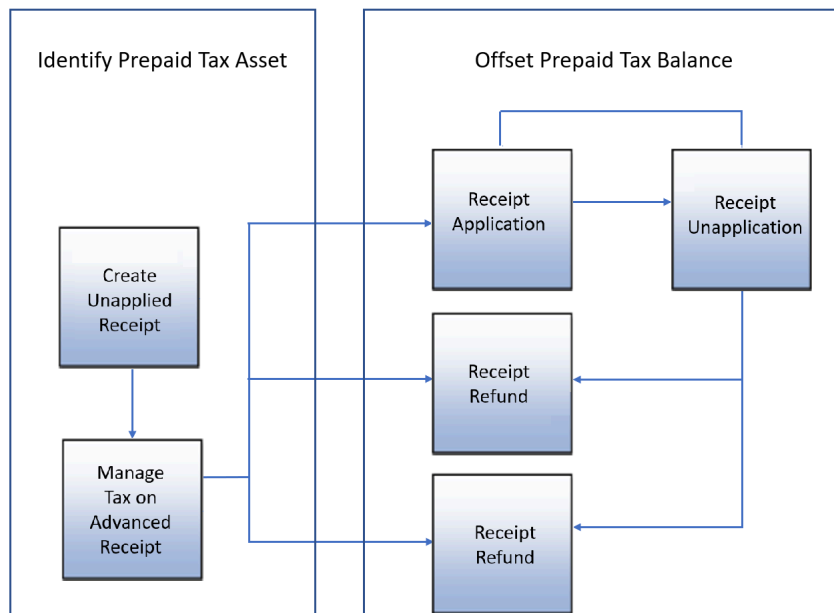 Identify Prepaid Tax Asset
Create
Unapplied
Receipt
Manage
Tax on
Advanced
Receipt
Offset Prepaid Tax Balance
Receipt
Application
Receipt
Unapplication
Receipt
Refund
Receipt
Refund